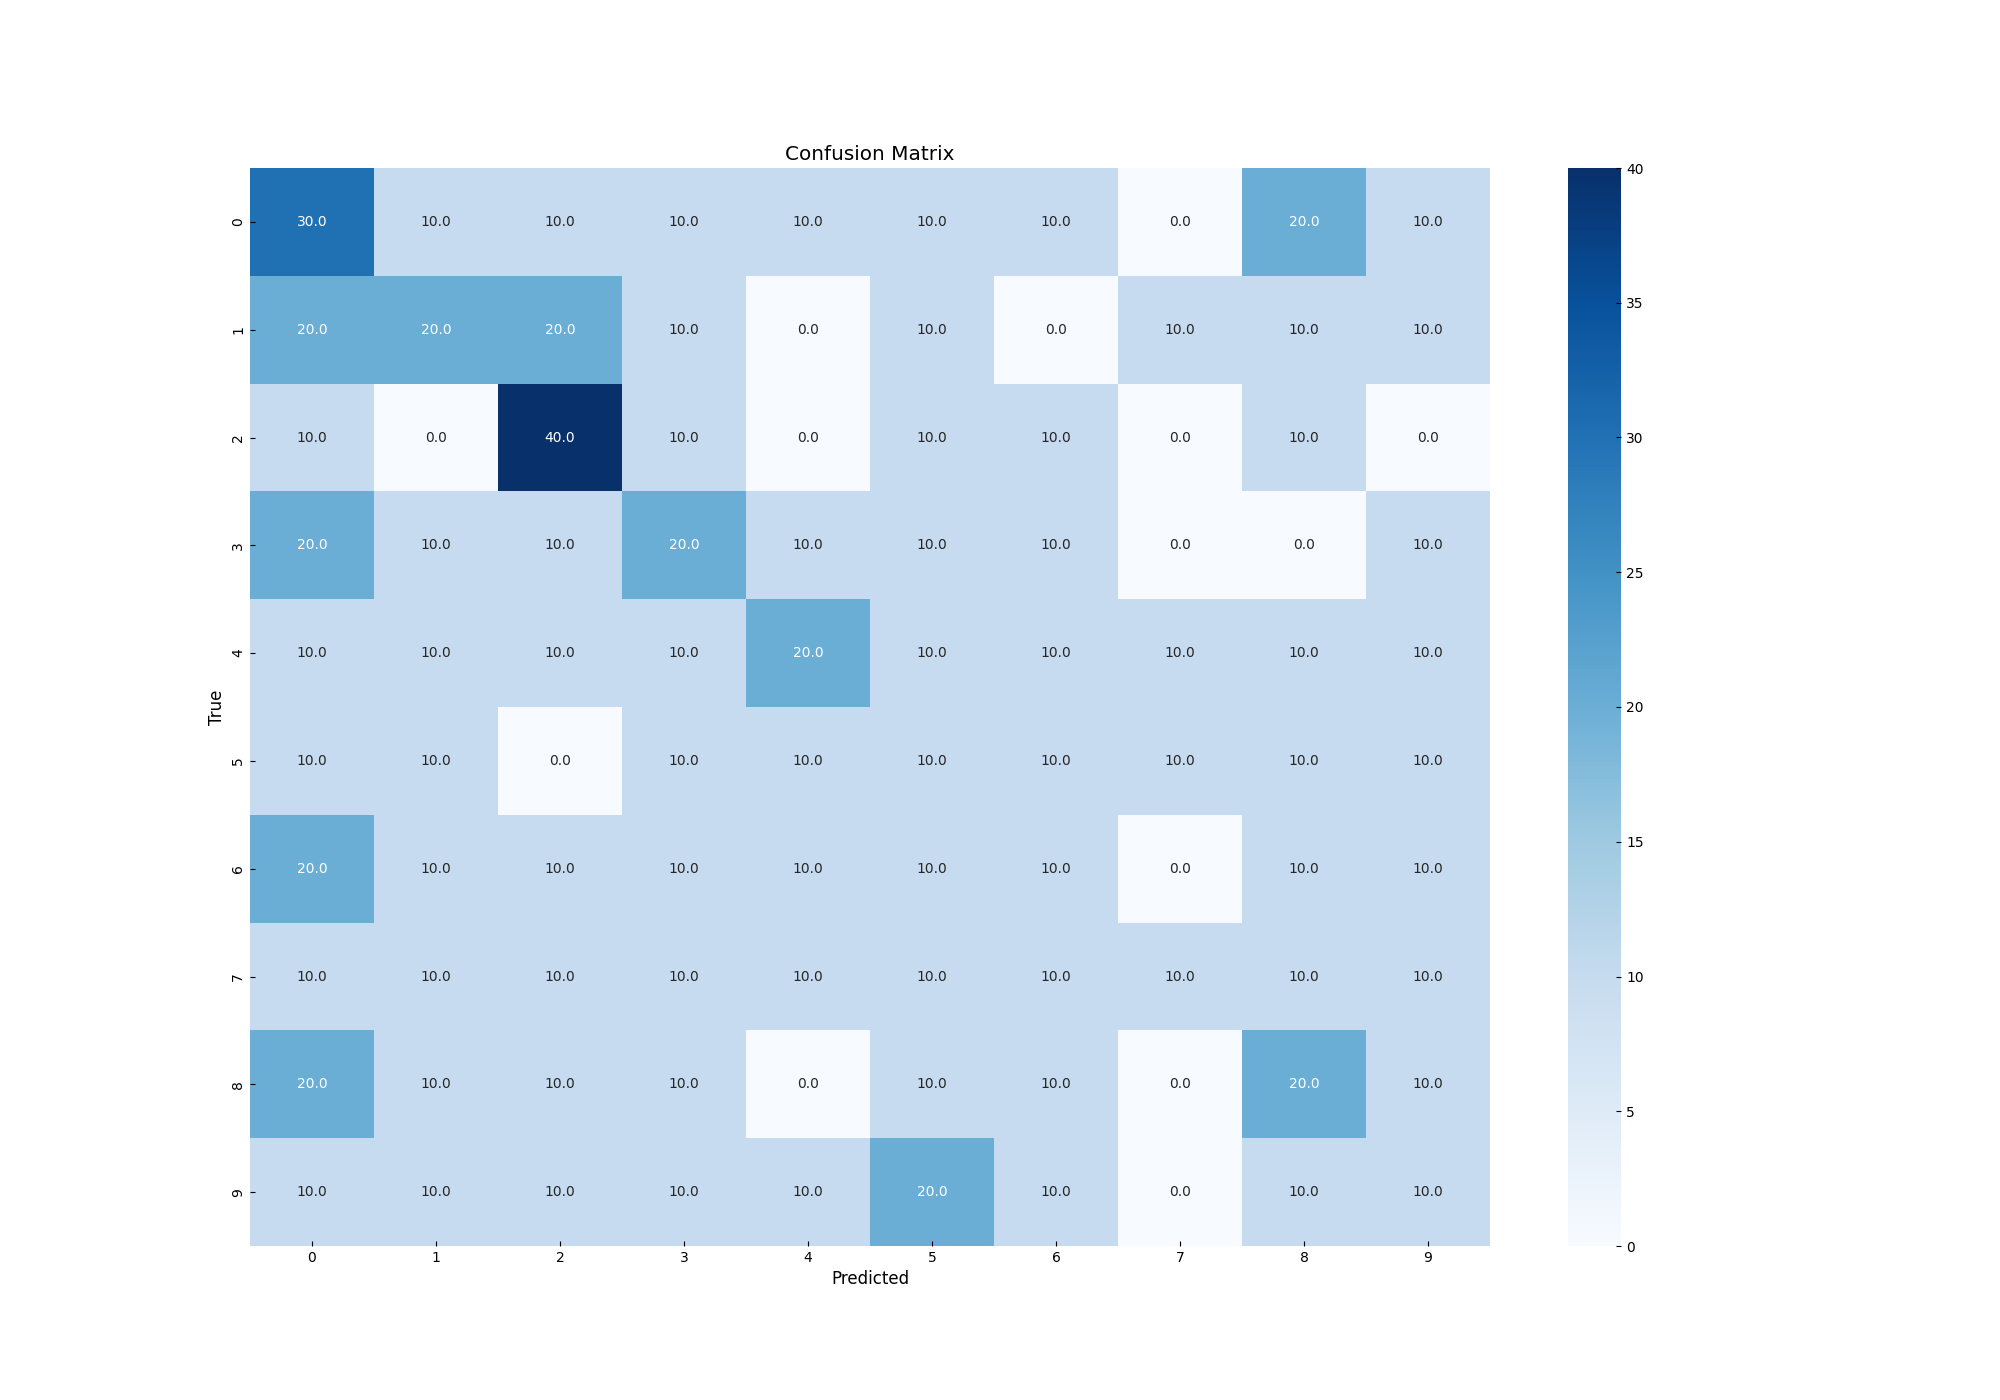 Confusion Matrix
0 30.0 10.0 10.0 10.0 10.0 10.0 10.0 0.0 20.0 10.0
1 20.0 20.0 20.0 10.0 0.0 10.0 0.0 10.0 10.0 10.0
2 10.0 0.0 40.0 10.0 0.0 10.0 10.0 0.0 10.0 0.0
3 20.0 10.0 10.0 20.0 10.0 10.0 10.0 0.0 0.0 10.0
4 10.0 10.0 10.0 10.0 20.0 10.0 10.0 10.0 10.0 10.0
5 10.0 10.0 0.0 10.0 10.0 10.0 10.0 10.0 10.0 10.0
6 20.0 10.0 10.0 10.0 10.0 10.0 10.0 0.0 10.0 10.0
7 10.0 10.0 10.0 10.0 10.0 10.0 10.0 10.0 10.0 10.0
8 20.0 10.0 10.0 10.0 0.0 10.0 10.0 0.0 20.0 10.0
9 10.0 10.0 10.0 10.0 10.0 20.0 10.0 0.0 10.0 10.0
0 1 2 3 4 5 6 7 8 9
Predicted
True
40
35
30
25
20
15
10
5
0